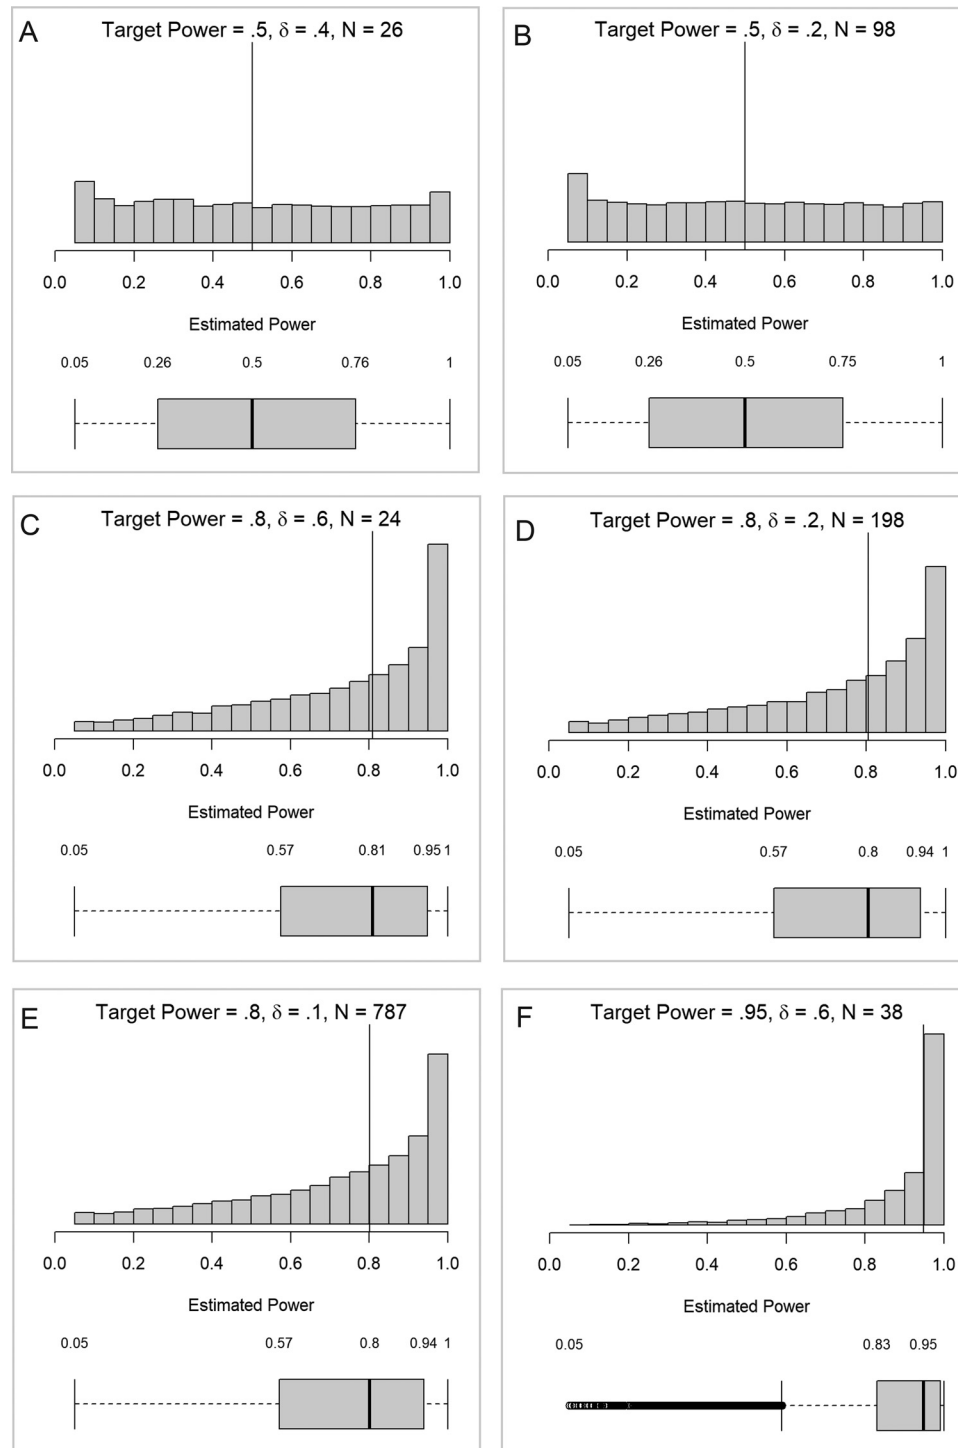 A
Target Power = .5, δ = .4, N = 26
0.0 0.2 0.4 0.6 0.8 1.0
Estimated Power
0.05 0.26 0.5 0.76 1
B
Target Power = .5, δ = .2, N = 98
0.0 0.2 0.4 0.6 0.8 1.0
Estimated Power
0.05 0.26 0.5 0.75 1
C
Target Power = .8, δ = .6, N = 24
0.0 0.2 0.4 0.6 0.8 1.0
Estimated Power
0.05 0.57 0.81 0.95 1
D
Target Power = .8, δ = .2, N = 198
0.0 0.2 0.4 0.6 0.8 1.0
Estimated Power
0.05 0.57 0.8 0.94 1
E
Target Power = .8, δ = .1, N = 787
0.0 0.2 0.4 0.6 0.8 1.0
Estimated Power
0.05 0.57 0.8 0.94 1
F
Target Power = .95, δ = .6, N = 38
0.0 0.2 0.4 0.6 0.8 1.0
Estimated Power
0.05 0.83 0.95